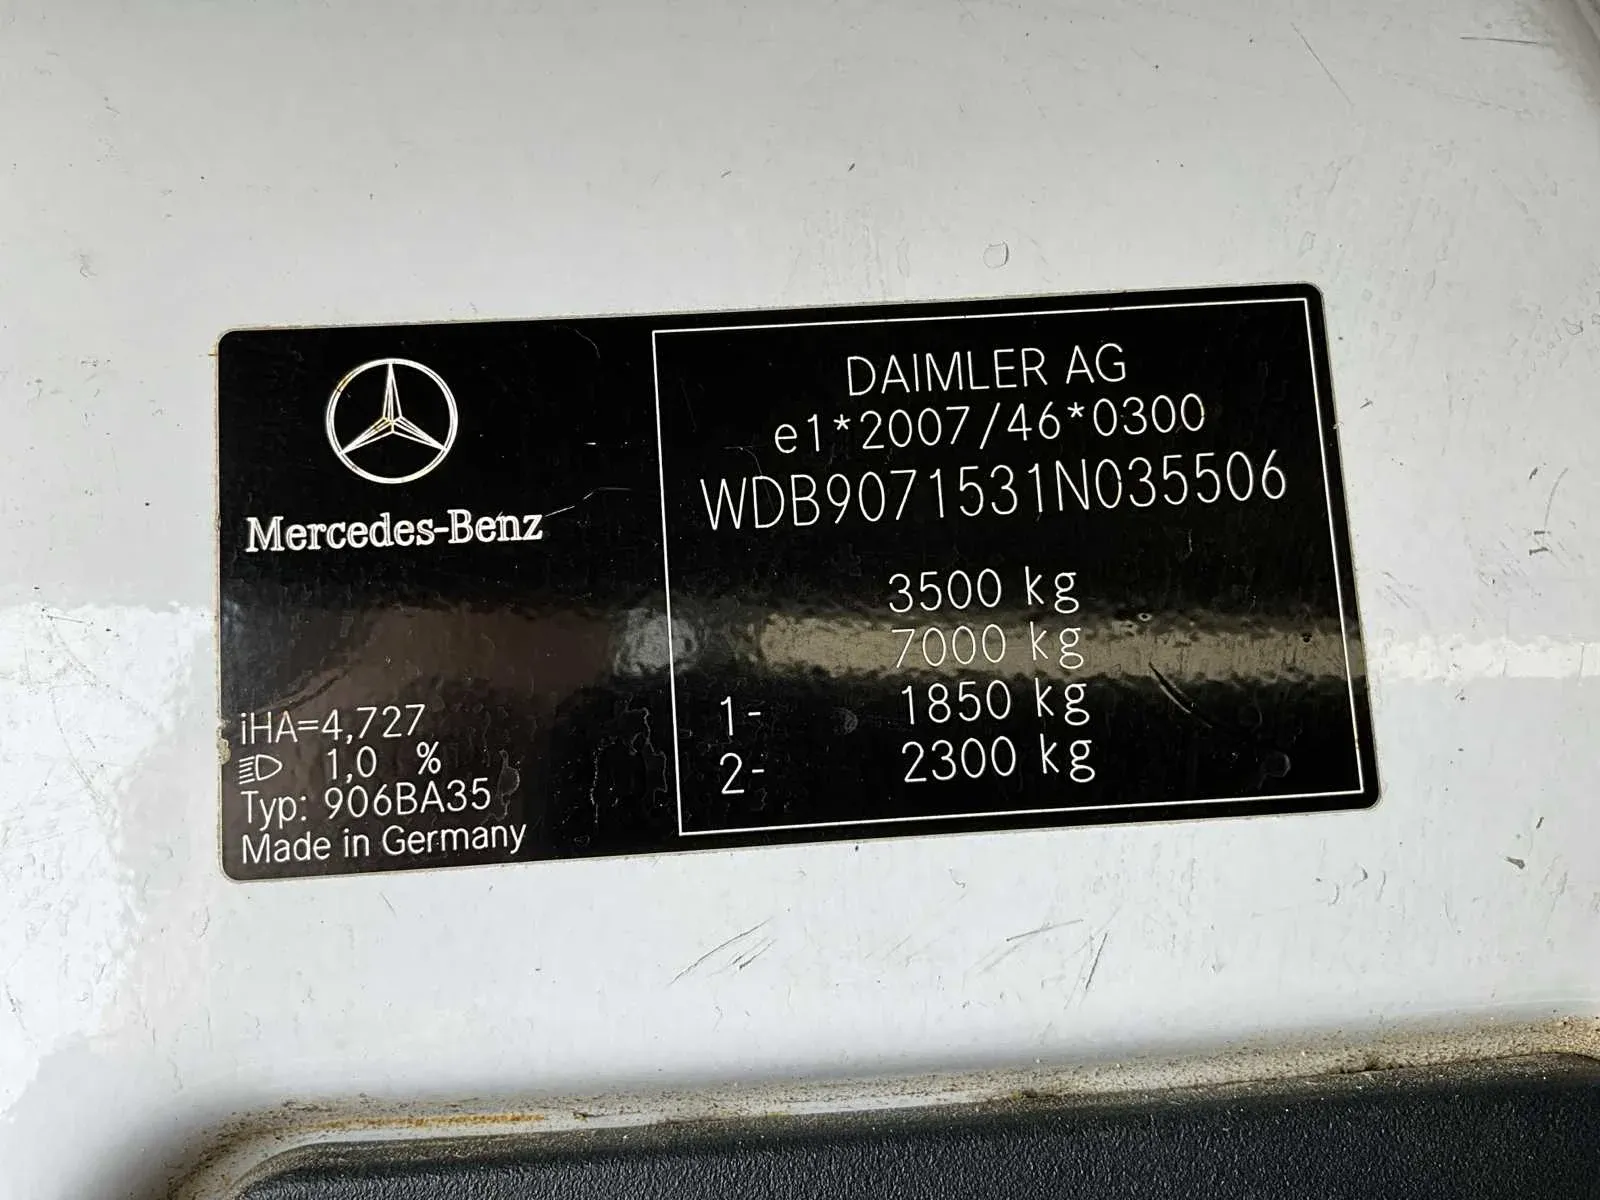 Mercedes-Benz
iHA=4,727
1,0 %
Typ: 906BA35
Made in Germany
DAIMLER AG
e1*2007/46*0300
WDB9071531N035506
3500 kg
7000 kg
1- 1850 kg
2- 2300 kg